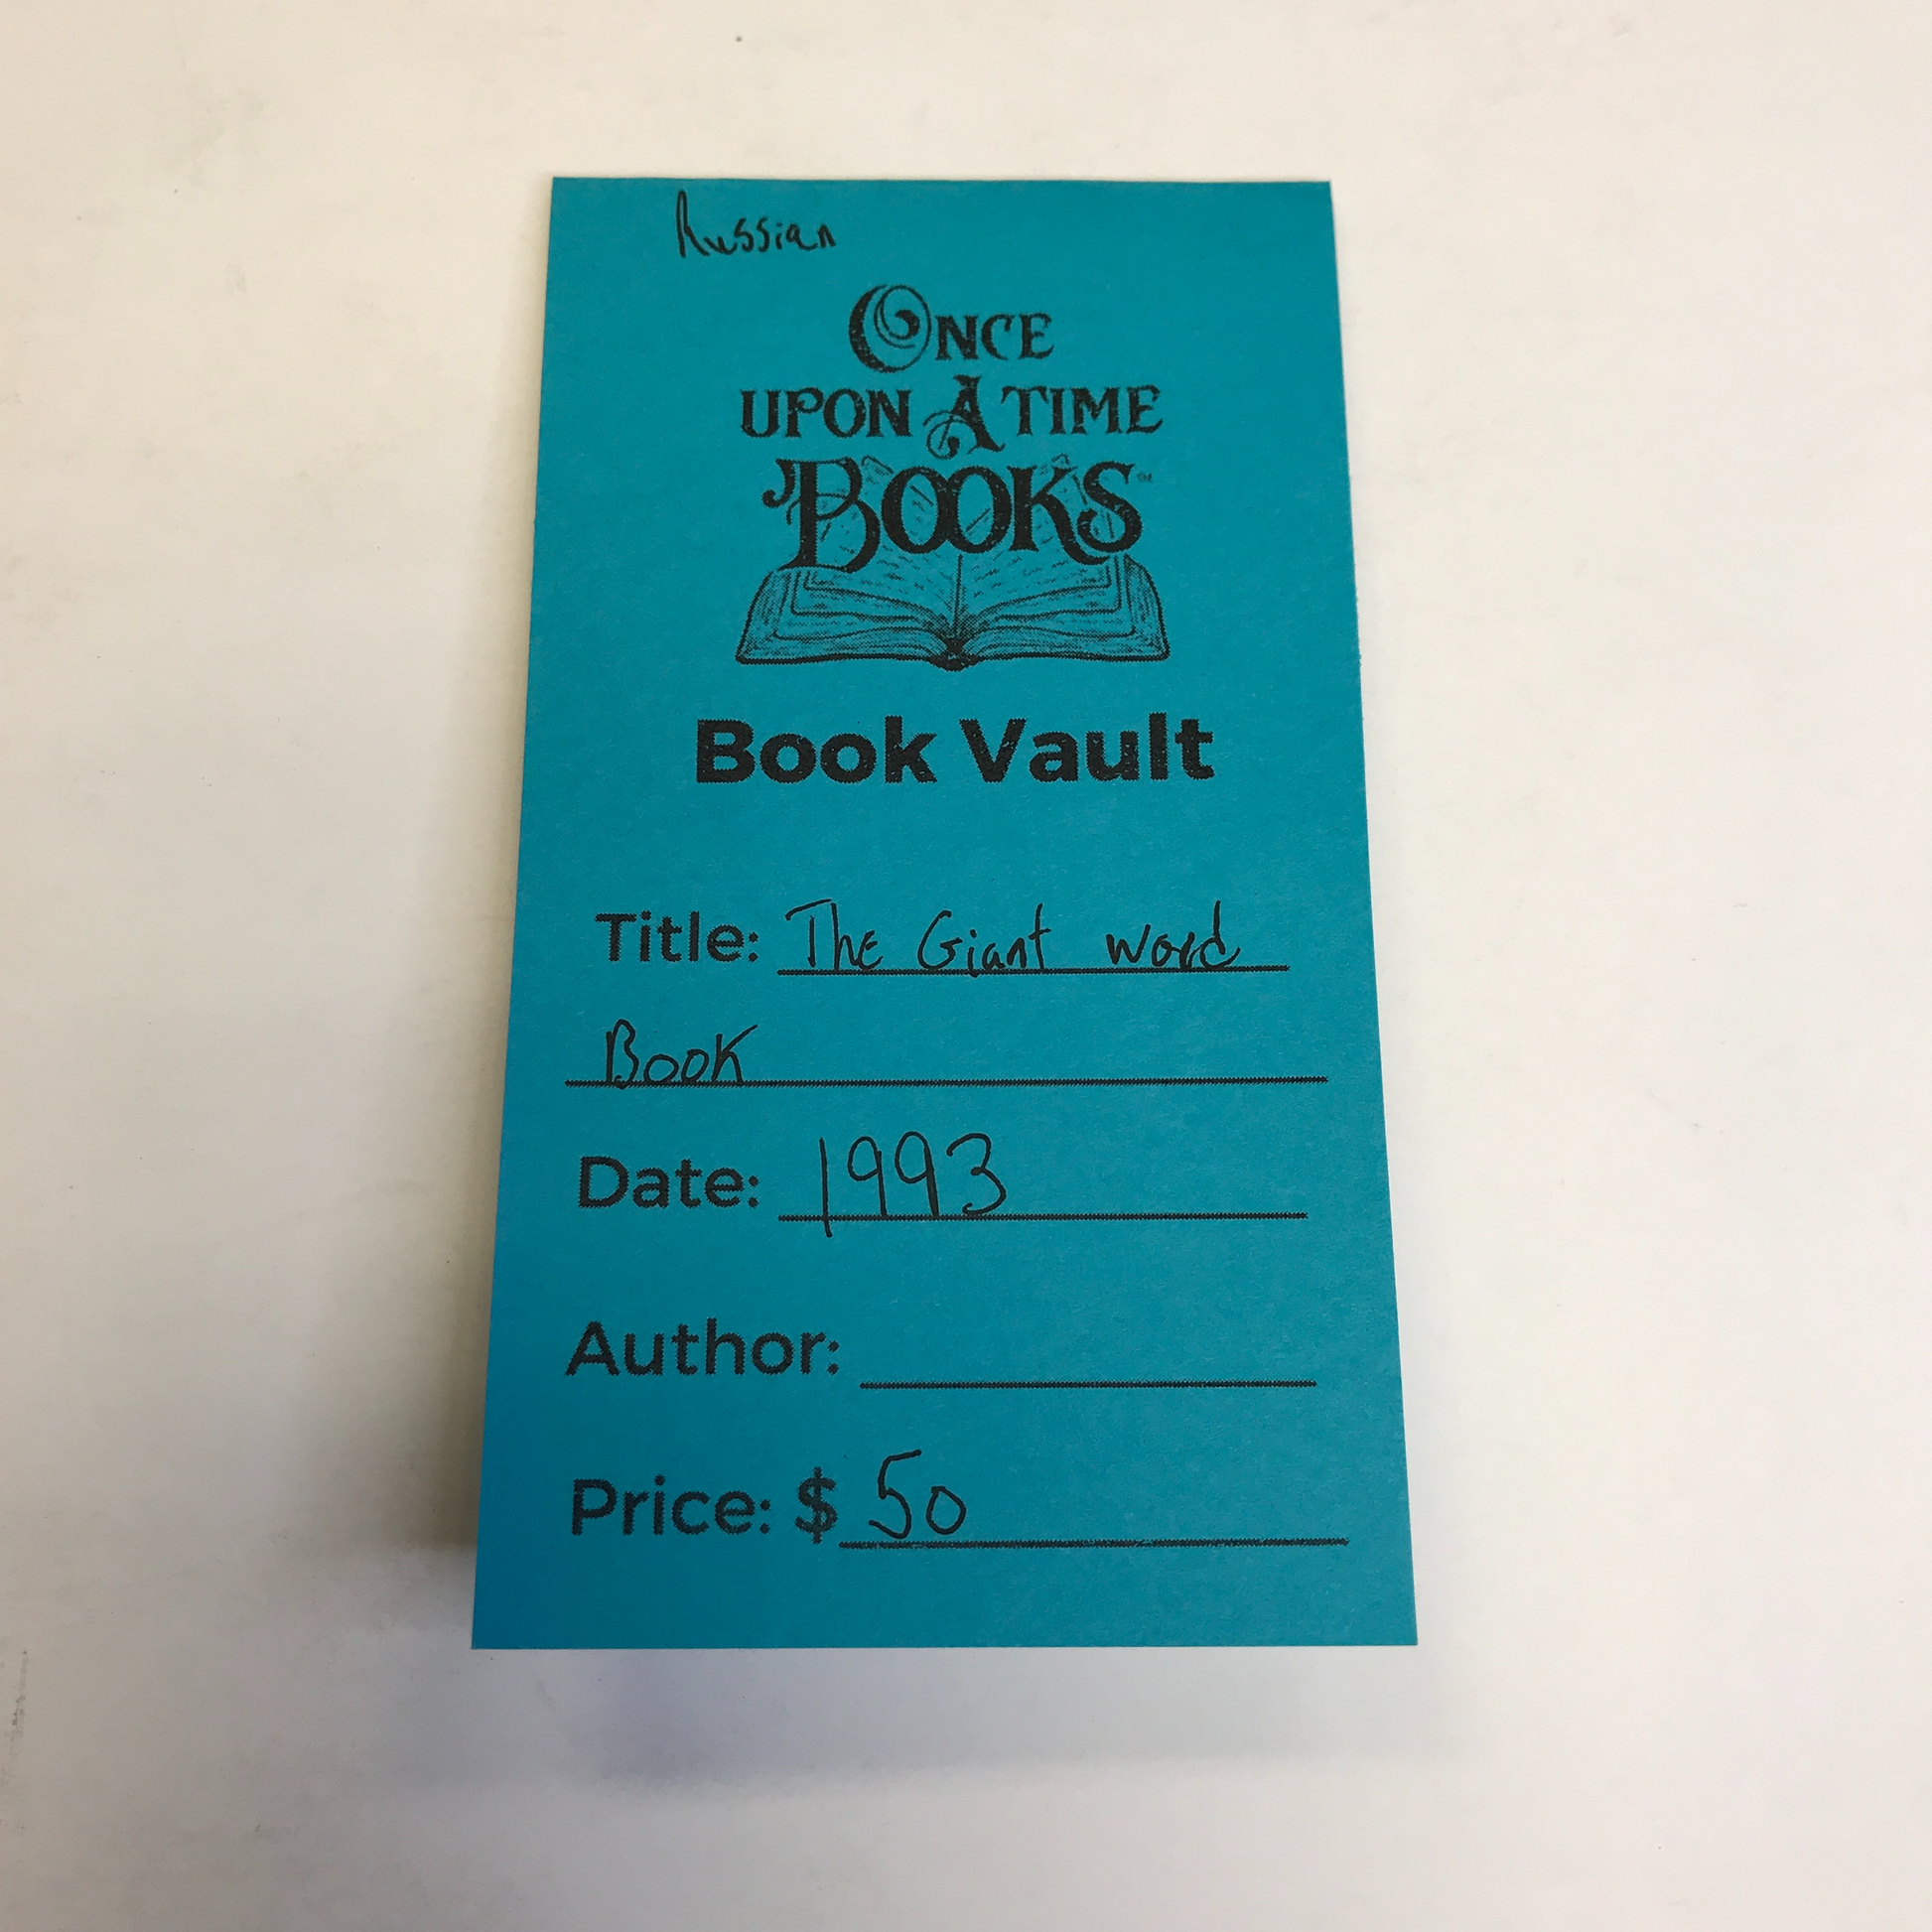 Russian
ONCE
UPON A TIME
BOOKS
Book Vault
Title: The Giant word
Book
Date: 1993
Author:
Price: $ 50